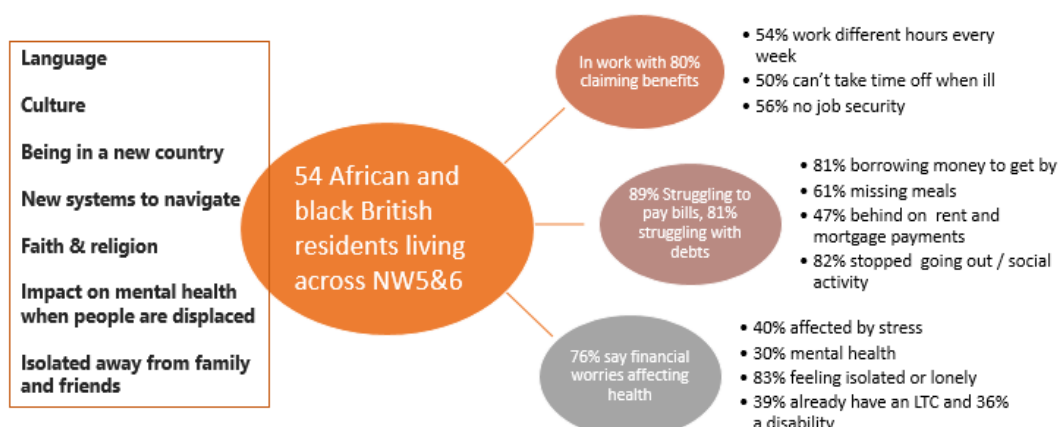 Language
Culture
Being in a new country
New systems to navigate
Faith & religion
Impact on mental health
when people are displaced
Isolated away from family
and friends
54 African and
black British
residents living
across NW5&6
In work with 80%
claiming benefits
• 54% work different hours every
week
• 50% can't take time off when ill
• 56% no job security
89% Struggling to
pay bills, 81%
struggling with
debts
• 81% borrowing money to get by
• 61% missing meals
• 47% behind on rent and
mortgage payments
• 82% stopped going out / social
activity
76% say financial
worries affecting
health
• 40% affected by stress
• 30% mental health
• 83% feeling isolated or lonely
• 39% already have an LTC and 36%
a disability